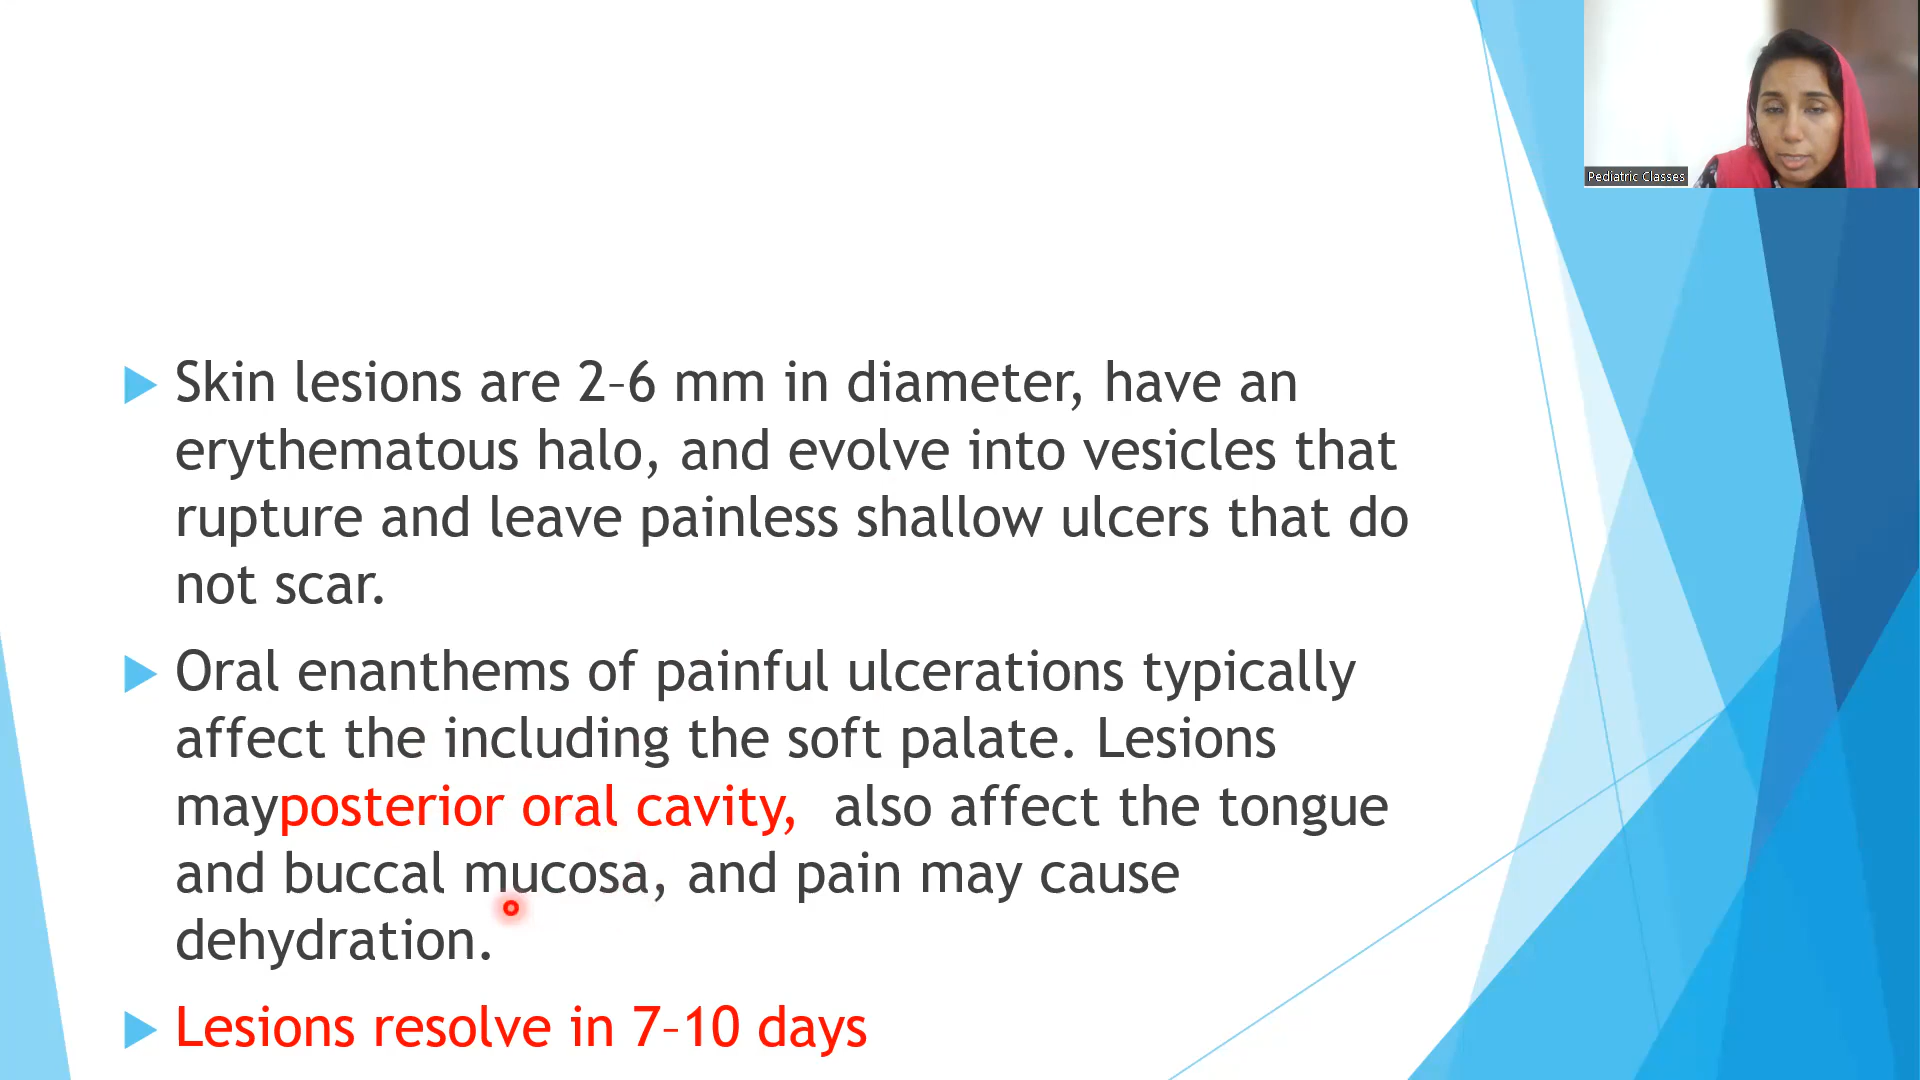 Pediatric Classes
Skin lesions are 2-6 mm in diameter, have an
erythematous halo, and evolve into vesicles that
rupture and leave painless shallow ulcers that do
not scar.
Oral enanthems of painful ulcerations typically
affect the including the soft palate. Lesions
mayposterior oral cavity, also affect the tongue
and buccal mucosa, and pain may cause
dehydration.
Lesions resolve in 7-10 days